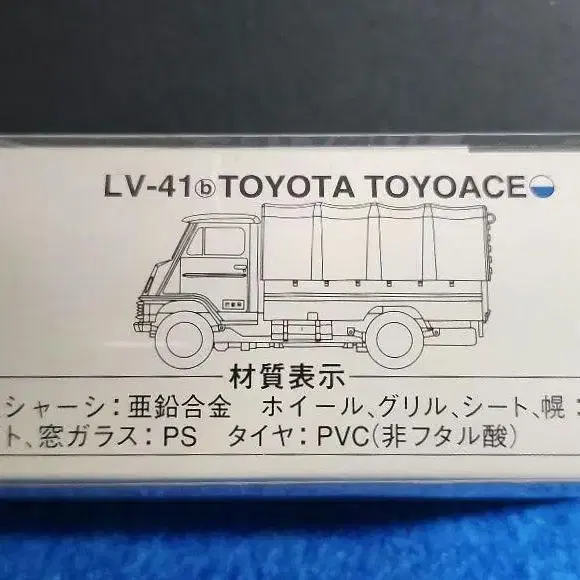 LV-41ⓑTOYOTA TOYOACE
材質表示
シャーシ:亜鉛合金 ホイール、グリル、シート、幌:
ト、窓ガラス:PS タイヤ:PVC(非フタル酸)